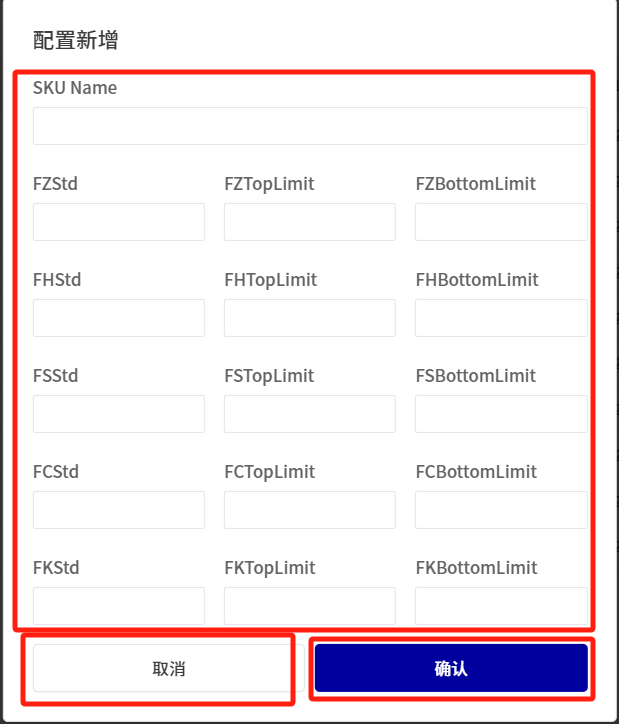 配置新增
SKU Name
FZStd FZTopLimit FZBottomLimit
FHStd FHTopLimit FHBottomLimit
FSStd FSTopLimit FSBottomLimit
FCStd FCTopLimit FCBottomLimit
FKStd FKTopLimit FKBottomLimit
取消 确认